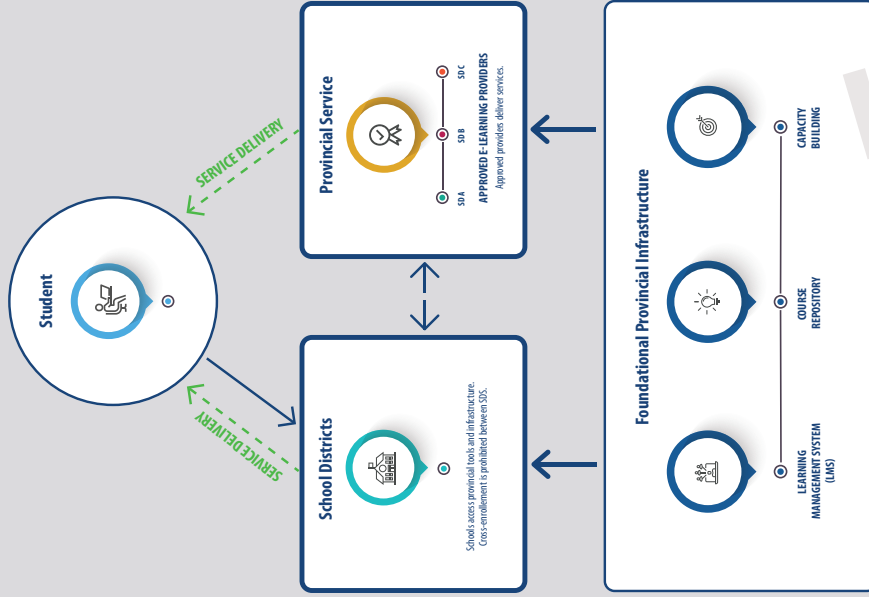 Student
SERVICE DELIVERY
SERVICE DELIVERY
School Districts
Schools access provincial tools and infrastructure.
Cross-enrollement is prohibited between SDS.
Provincial Service
SD A
SD B
SD C
APPROVED E-LEARNING PROVIDERS
Approved providers deliver services.
Foundational Provincial Infrastructure
LEARNING
MANAGEMENT SYSTEM
(LMS)
COURSE
REPOSITORY
CAPACITY
BUILDING